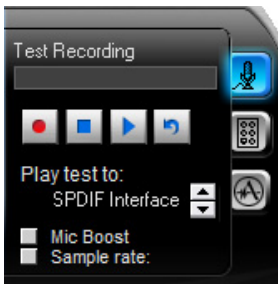 Test Recording
Play test to:
SPDIF Interface
Mic Boost
Sample rate: